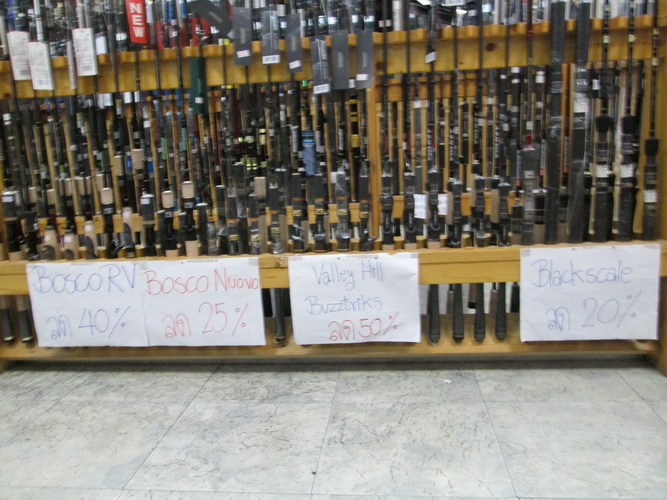 NEW
Bosco RV
ลด 40%
Bosco Nuovo
ลด 25%
Valley Hill
Buzztriks
ลด 50%
Blackscale
ลด 20%